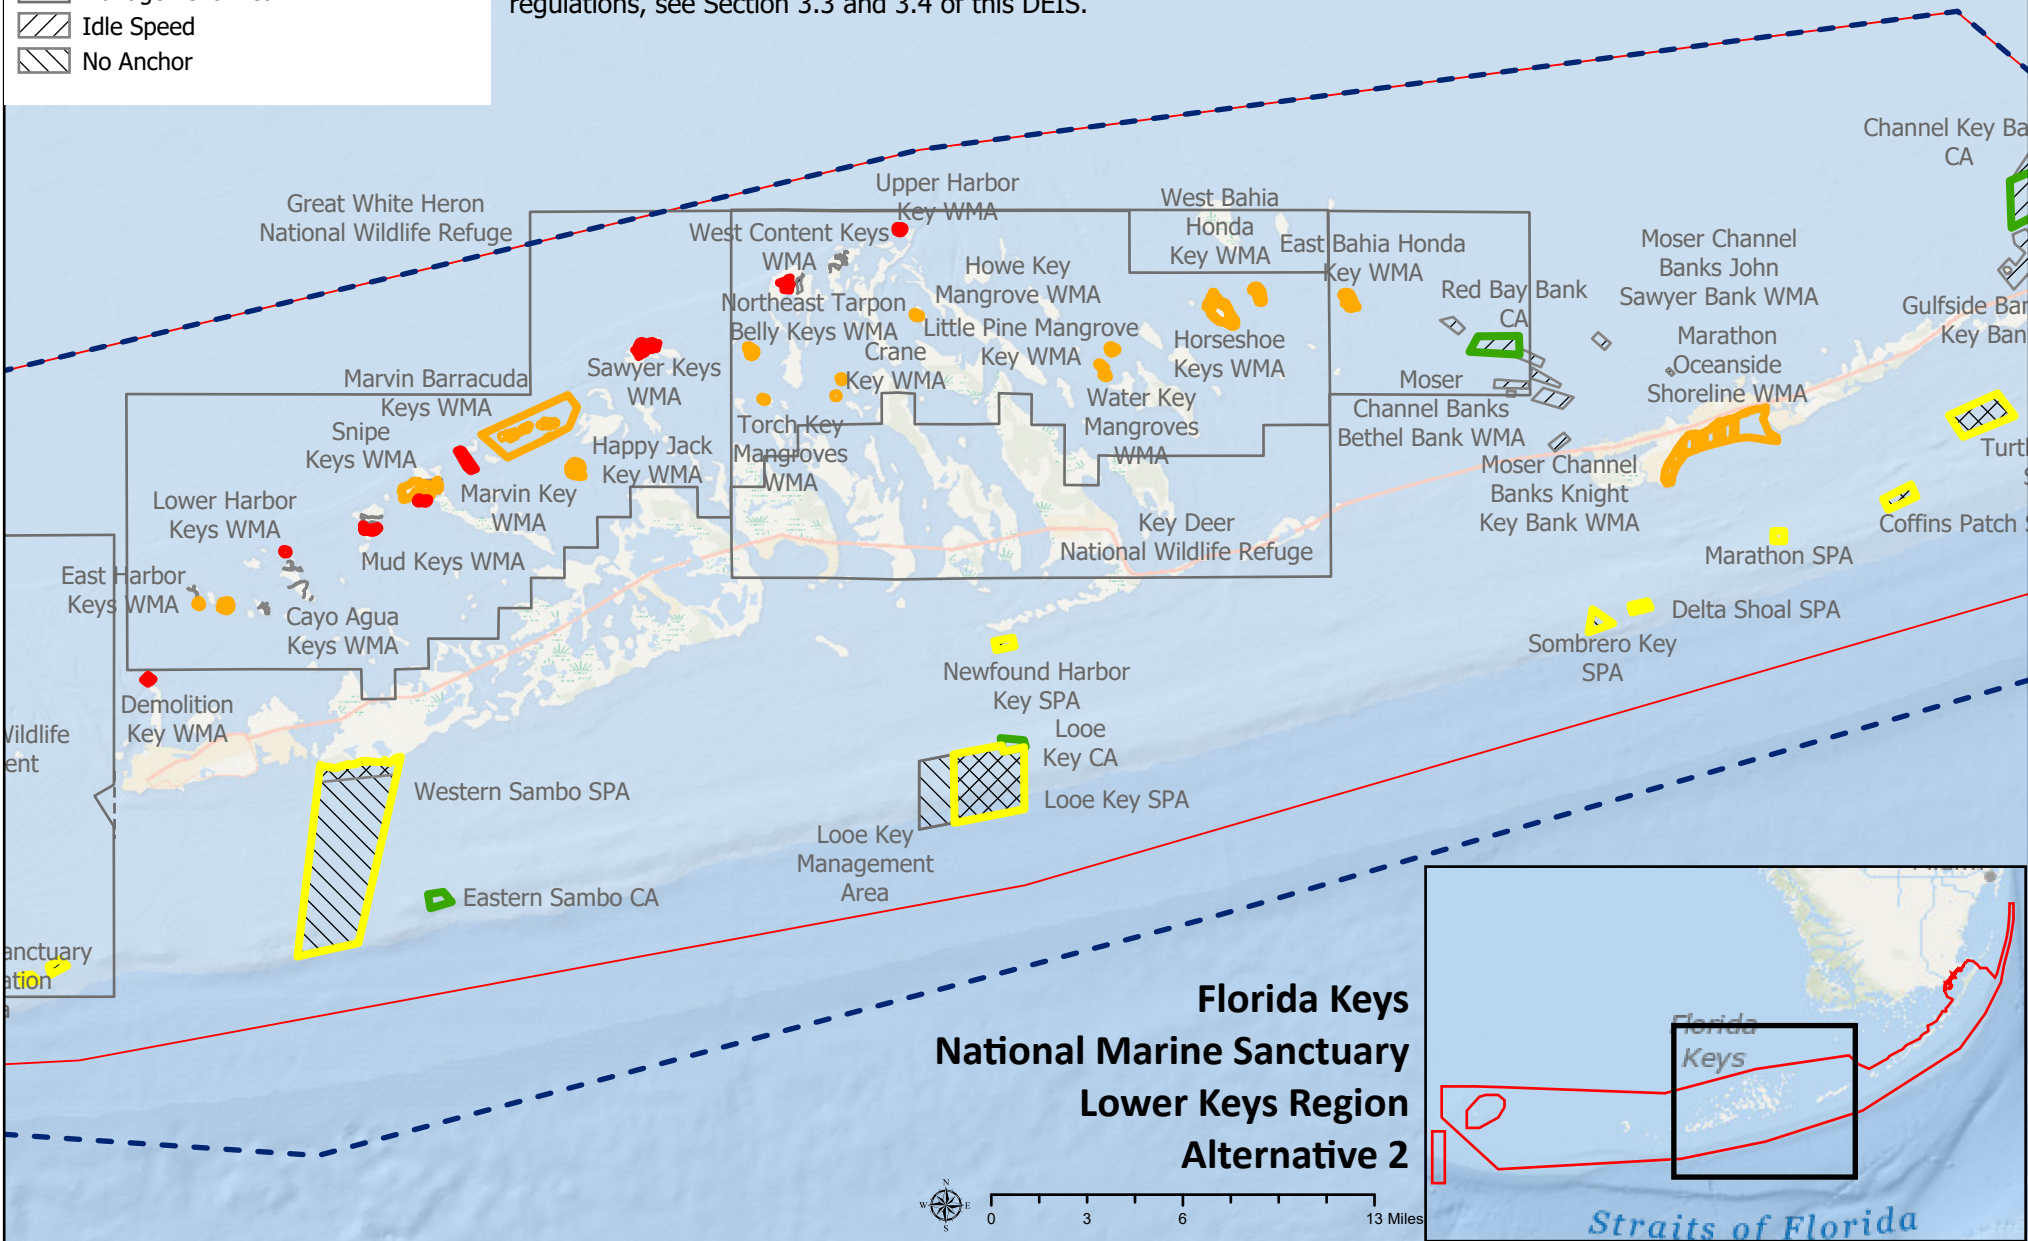 regulations, see Section 3.3 and 3.4 of this DEIS.
Idle Speed
No Anchor
Channel Key Ba
CA
Great White Heron
National Wildlife Refuge
Upper Harbor
Key WMA
West Content Keys
WMA
West Bahia
Honda
Key WMA
East Bahia Honda
Key WMA
Howe Key
Mangrove WMA
Northeast Tarpon
Belly Keys WMA
Little Pine Mangrove
Key WMA
Crane
Key WMA
Horseshoe
Keys WMA
Red Bay Bank
CA
Moser Channel
Banks John
Sawyer Bank WMA
Gulfside Ban
Key Ban
Marathon
Oceanside
Shoreline WMA
Sawyer Keys
WMA
Marvin Barracuda
Keys WMA
Snipe
Keys WMA
Happy Jack
Key WMA
Torch Key
Mangroves
WMA
Water Key
Mangroves
WMA
Moser
Channel Banks
Bethel Bank WMA
Moser Channel
Banks Knight
Key Bank WMA
Turtl
S
Coffins Patch S
Marathon SPA
Lower Harbor
Keys WMA
Marvin Key
WMA
Mud Keys WMA
Key Deer
National Wildlife Refuge
East Harbor
Keys WMA
Cayo Agua
Keys WMA
Delta Shoal SPA
Sombrero Key
SPA
Newfound Harbor
Key SPA
Demolition
Key WMA
Wildlife
ent
Looe
Key CA
Western Sambo SPA
Looe Key SPA
Looe Key
Management
Area
Eastern Sambo CA
anctuary
ation
a
Florida Keys
National Marine Sanctuary
Lower Keys Region
Alternative 2
N
W E
S
0 3 6 13 Miles
Florida
Keys
Straits of Florida